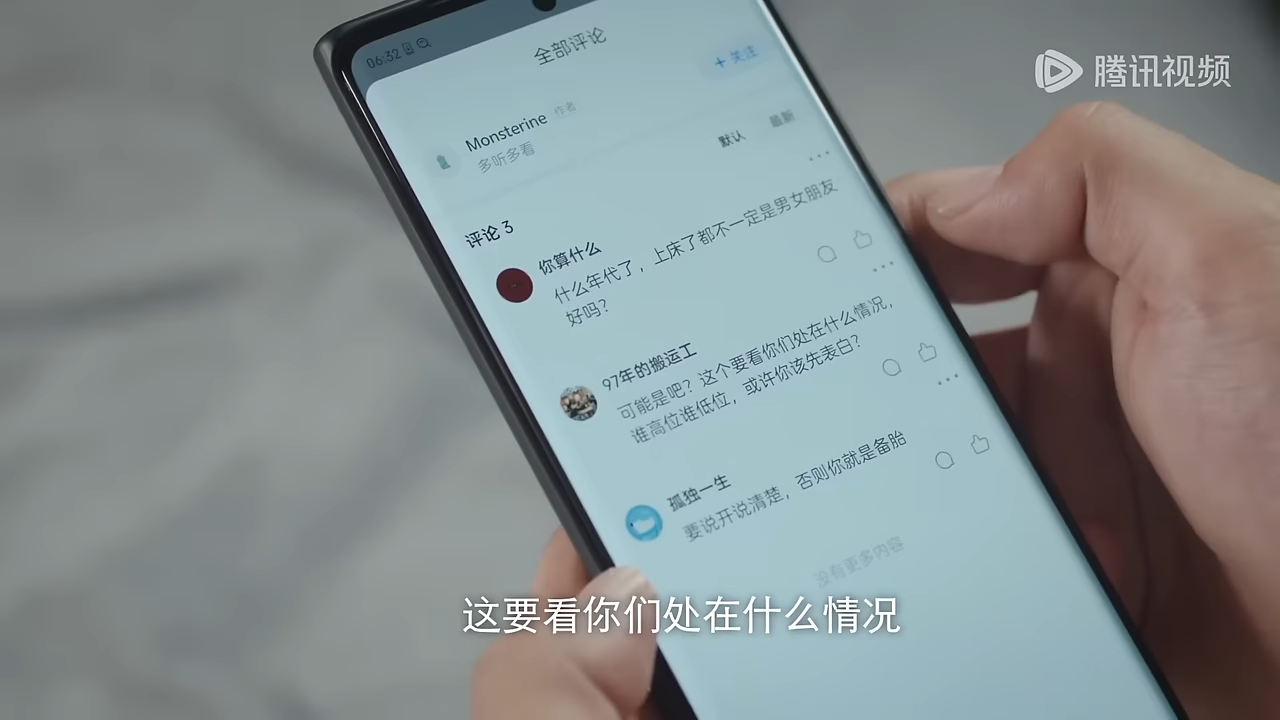 06:32
全部评论
腾讯视频
+ 关注
Monsterine 作者
多听多看
默认 最新
评论 3
你算什么
什么年代了，上床了都不一定是男女朋友
好吗？
97年的搬运工
可能是吧？这个要看你们处在什么情况，
谁高位谁低位，或许你该先表白？
孤独一生
要说开说清楚，否则你就是备胎
没有更多内容
这要看你们处在什么情况